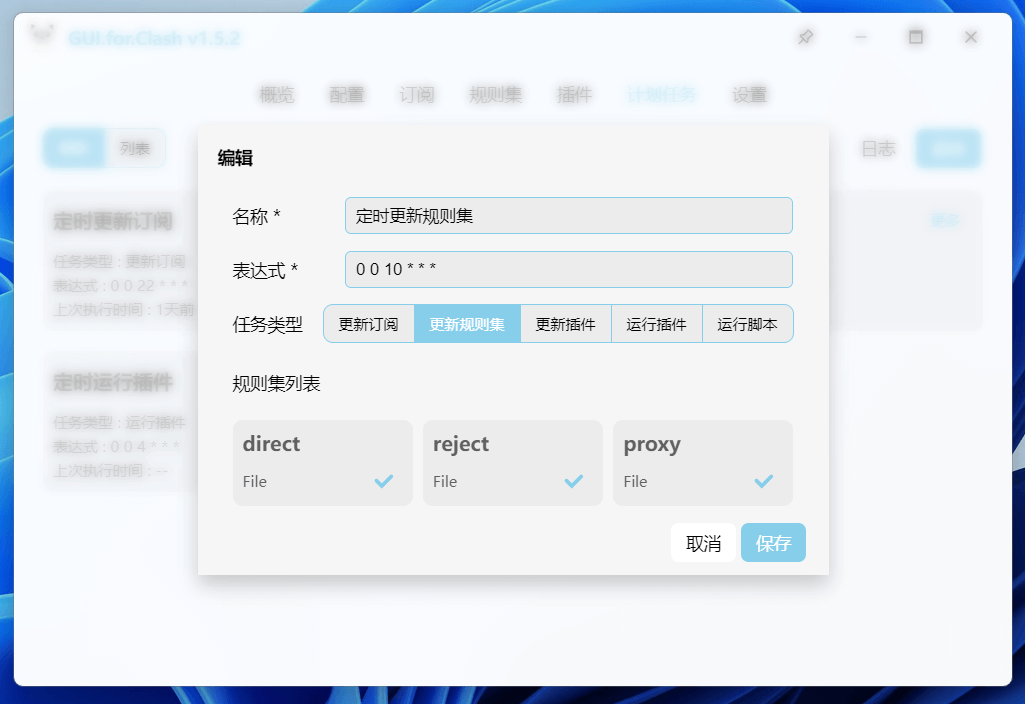 GUI.for.Clash v1.5.2
概览 配置 订阅 规则集 插件 计划任务 设置
列表 日志
定时更新订阅 更多
任务类型 : 更新订阅
表达式 : 0 0 22 * * *
上次执行时间 : 1天前
定时运行插件
任务类型 : 运行插件
表达式 : 0 0 4 * * *
上次执行时间 : --
编辑
名称 * 定时更新规则集
表达式 * 0 0 10 * * *
任务类型 更新订阅 更新规则集 更新插件 运行插件 运行脚本
规则集列表
direct reject proxy
File File File
取消 保存